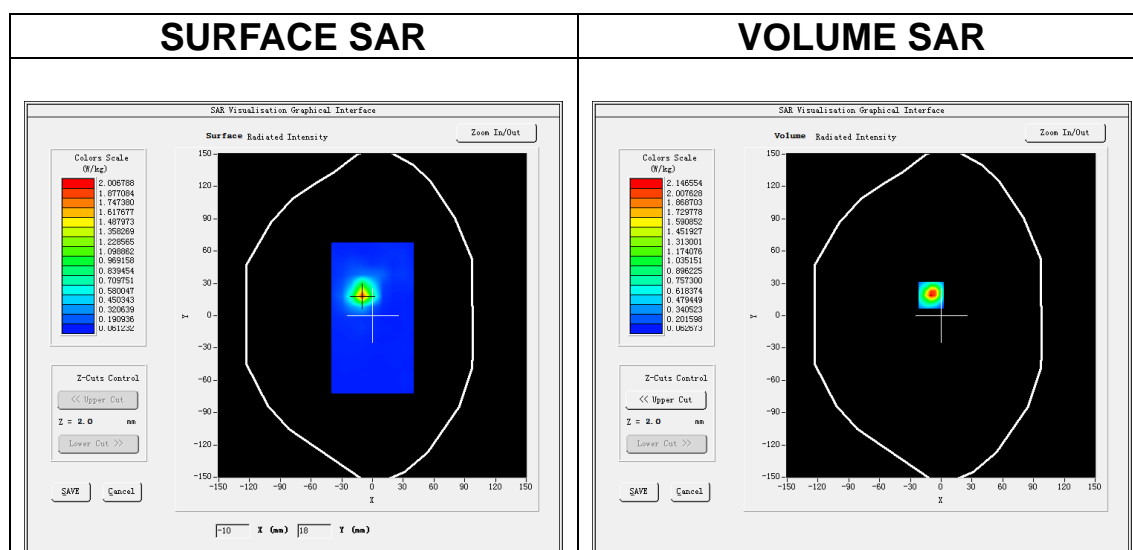 SURFACE SAR
VOLUME SAR
SAR Visualisation Graphical Interface
Surface Radiated Intensity
Zoom In/Out
Colors Scale
(W/kg)
2.006788
1.877084
1.747380
1.617677
1.487973
1.358269
1.228565
1.098862
0.969158
0.839454
0.709751
0.580047
0.450343
0.320639
0.190936
0.061232
Z-Cuts Control
<< Upper Cut
Z = 2.0 mm
Lower Cut >>
SAVE Cancel
150
120
90
60
30
0
-30
-60
-90
-120
-150
Y
-150 -120 -90 -60 -30 0 30 60 90 120 150
X
-10 X (mm) 18 Y (mm)
SAR Visualisation Graphical Interface
Volume Radiated Intensity
Zoom In/Out
Colors Scale
(W/kg)
2.146554
2.007628
1.868703
1.729778
1.590852
1.451927
1.313001
1.174076
1.035151
0.896225
0.757300
0.618374
0.479449
0.340523
0.201598
0.062673
Z-Cuts Control
<< Upper Cut
Z = 2.0 mm
Lower Cut >>
SAVE Cancel
150
120
90
60
30
0
-30
-60
-90
-120
-150
Y
-150 -120 -90 -60 -30 0 30 60 90 120 150
X